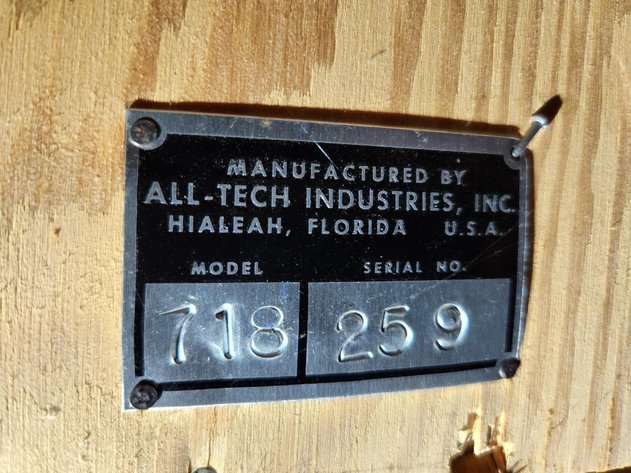 MANUFACTURED BY
ALL-TECH INDUSTRIES, INC.
HIALEAH, FLORIDA U.S.A.
MODEL SERIAL NO.
718 259